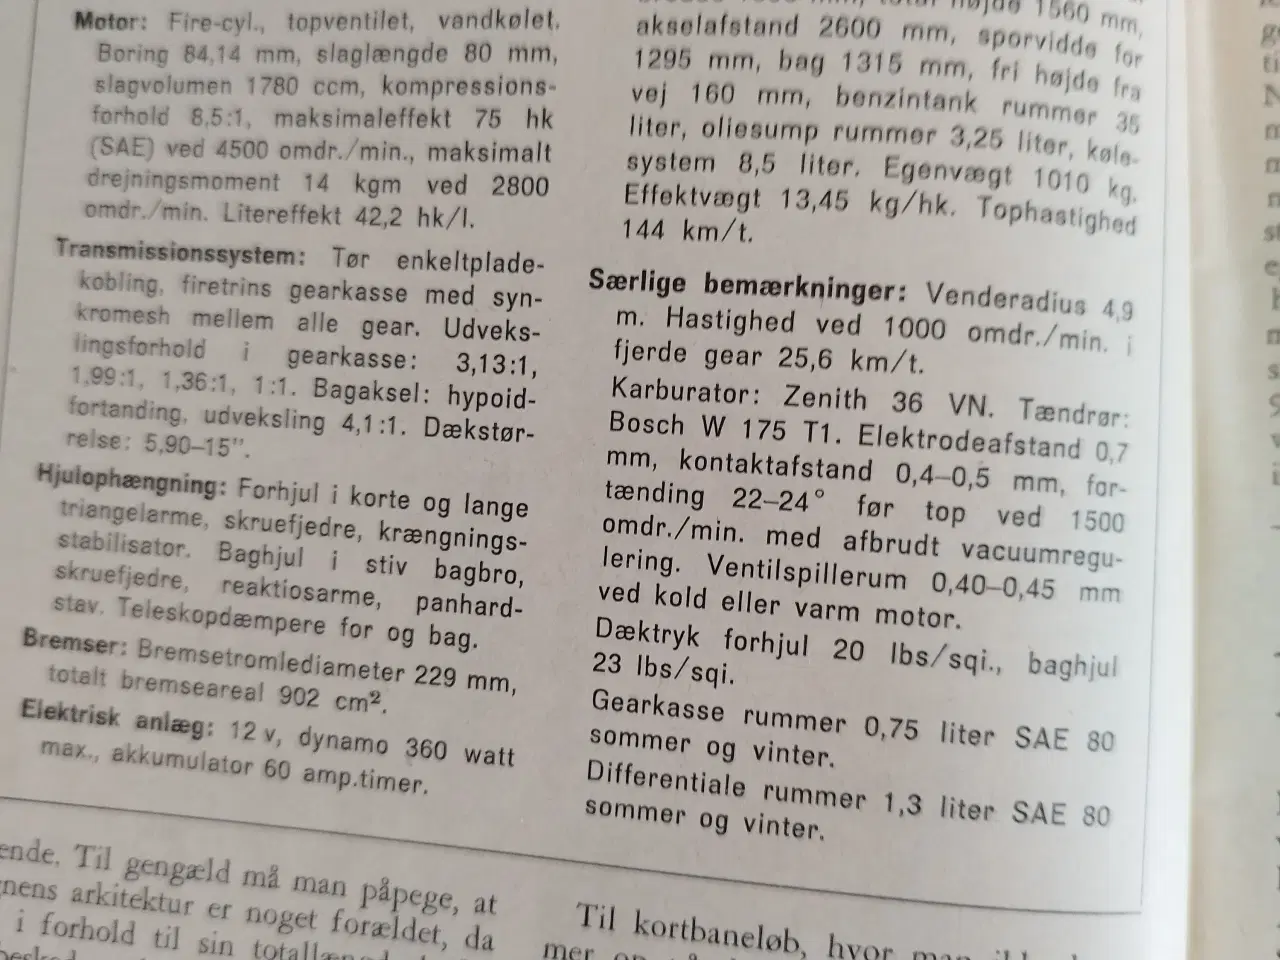 Motor: Fire-cyl., topventilet, vandkølet.
Boring 84,14 mm, slaglængde 80 mm,
slagvolumen 1780 ccm, kompressions-
forhold 8,5:1, maksimaleffekt 75 hk
(SAE) ved 4500 omdr./min., maksimalt
drejningsmoment 14 kgm ved 2800
omdr./min. Litereffekt 42,2 hk/l.
Transmissionssystem: Tør enkeltplade-
kobling, firetrins gearkasse med syn-
kromesh mellem alle gear. Udveks-
lingsforhold i gearkasse: 3,13:1,
1,99:1, 1,36:1, 1:1. Bagaksel: hypoid-
fortanding, udveksling 4,1:1. Dækstør-
relse: 5,90–15".
Hjulophængning: Forhjul i korte og lange
triangelarme, skruefjedre, krængnings-
stabilisator. Baghjul i stiv bagbro,
skruefjedre, reaktiosarme, panhard-
stav. Teleskopdæmpere for og bag.
Bremser: Bremsetromlediameter 229 mm,
totalt bremseareal 902 cm².
Elektrisk anlæg: 12 v, dynamo 360 watt
max., akkumulator 60 amp.timer.
højde 1560 mm,
akselafstand 2600 mm, sporvidde for
1295 mm, bag 1315 mm, fri højde fra
vej 160 mm, benzintank rummer 35
liter, oliesump rummer 3,25 liter, køle-
system 8,5 liter. Egenvægt 1010 kg.
Effektvægt 13,45 kg/hk. Tophastighed
144 km/t.
Særlige bemærkninger: Venderadius 4,9
m. Hastighed ved 1000 omdr./min. i
fjerde gear 25,6 km/t.
Karburator: Zenith 36 VN. Tændrør:
Bosch W 175 T1. Elektrodeafstand 0,7
mm, kontaktafstand 0,4–0,5 mm, for-
tænding 22–24° før top ved 1500
omdr./min. med afbrudt vacuumregu-
lering. Ventilspillerum 0,40–0,45 mm
ved kold eller varm motor.
Dæktryk forhjul 20 lbs/sqi., baghjul
23 lbs/sqi.
Gearkasse rummer 0,75 liter SAE 80
sommer og vinter.
Differentiale rummer 1,3 liter SAE 80
sommer og vinter.
ende. Til gengæld må man påpege, at
nens arkitektur er noget forældet, da
i forhold til sin
Til kortbaneløb, hvor man
mer